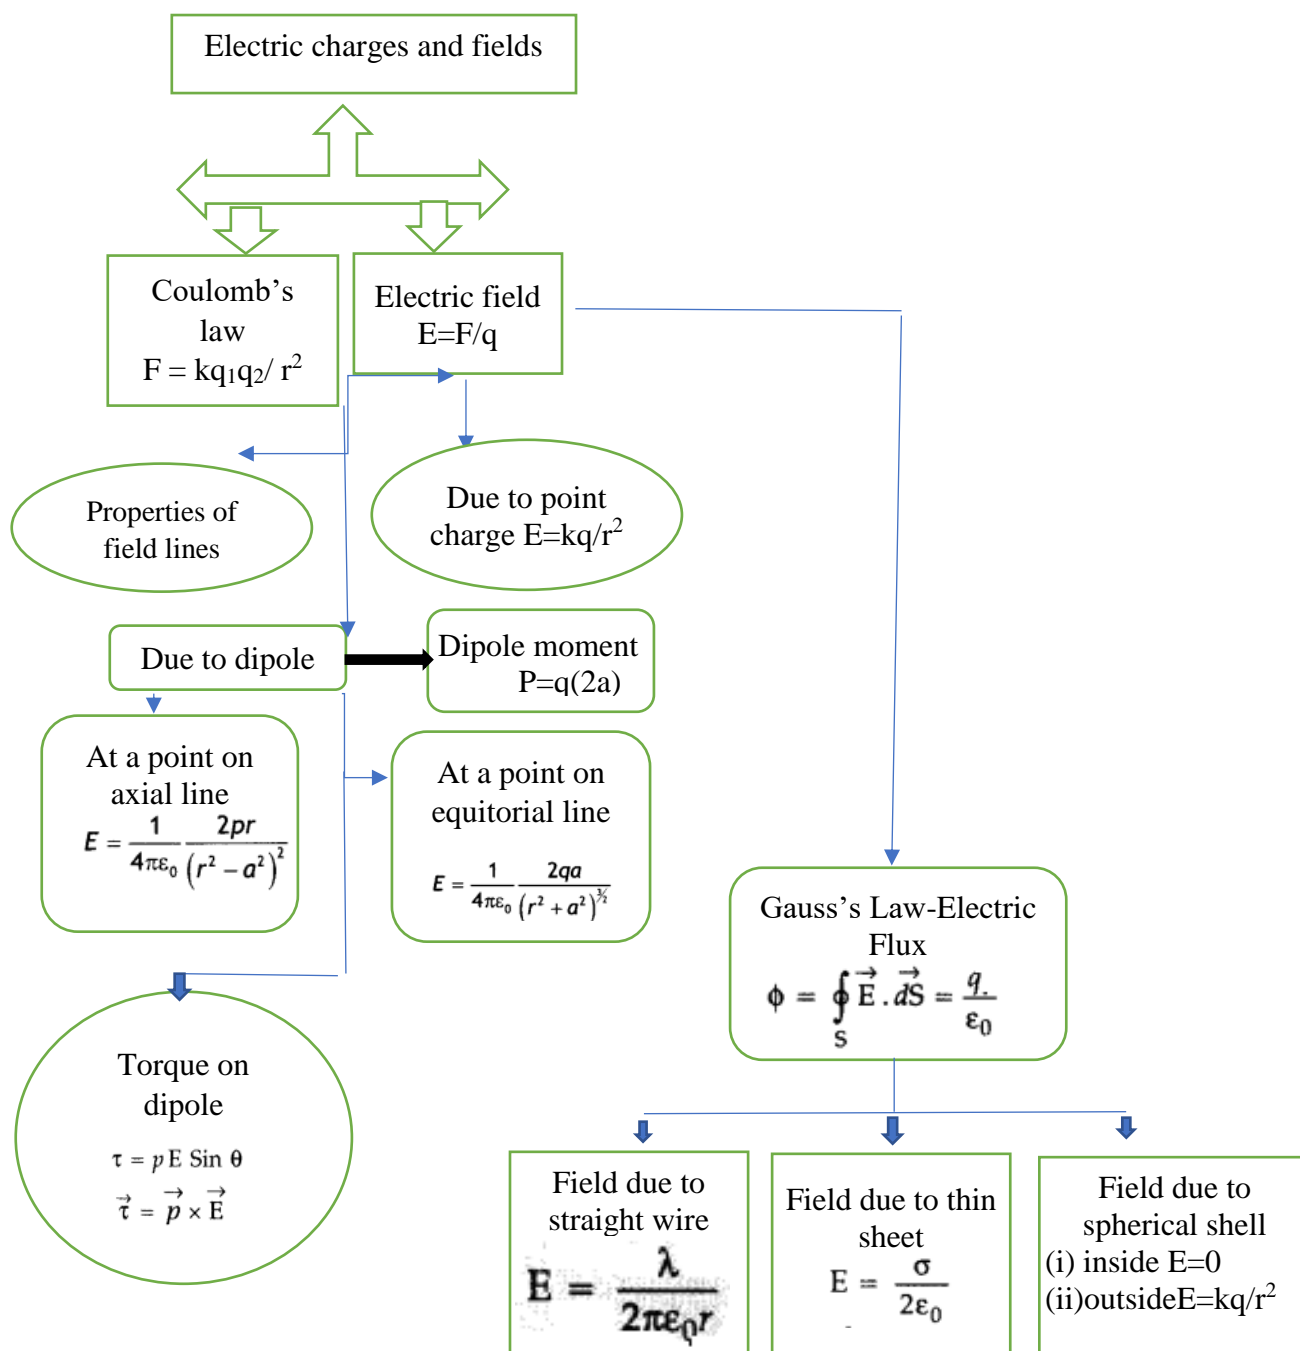 Electric charges and fields
Coulomb’s
law
F = kq₁q₂/ r²
Electric field
E=F/q
Properties of
field lines
Due to point
charge E=kq/r²
Due to dipole
Dipole moment
P=q(2a)
At a point on
axial line
E = 1/4πε₀ 2pr/(r² − a²)²
At a point on
equitorial line
E = 1/4πε₀ 2qa/(r² + a²)^3/2
Gauss’s Law-Electric
Flux
ϕ = ∮S E⃗ . dS⃗ = q/ε₀
Torque on
dipole
τ = p E Sin θ
τ⃗ = p⃗ × E⃗
Field due to
straight wire
E = λ/2πε₀r
Field due to thin
sheet
E = σ/2ε₀
Field due to
spherical shell
(i) inside E=0
(ii)outsideE=kq/r²